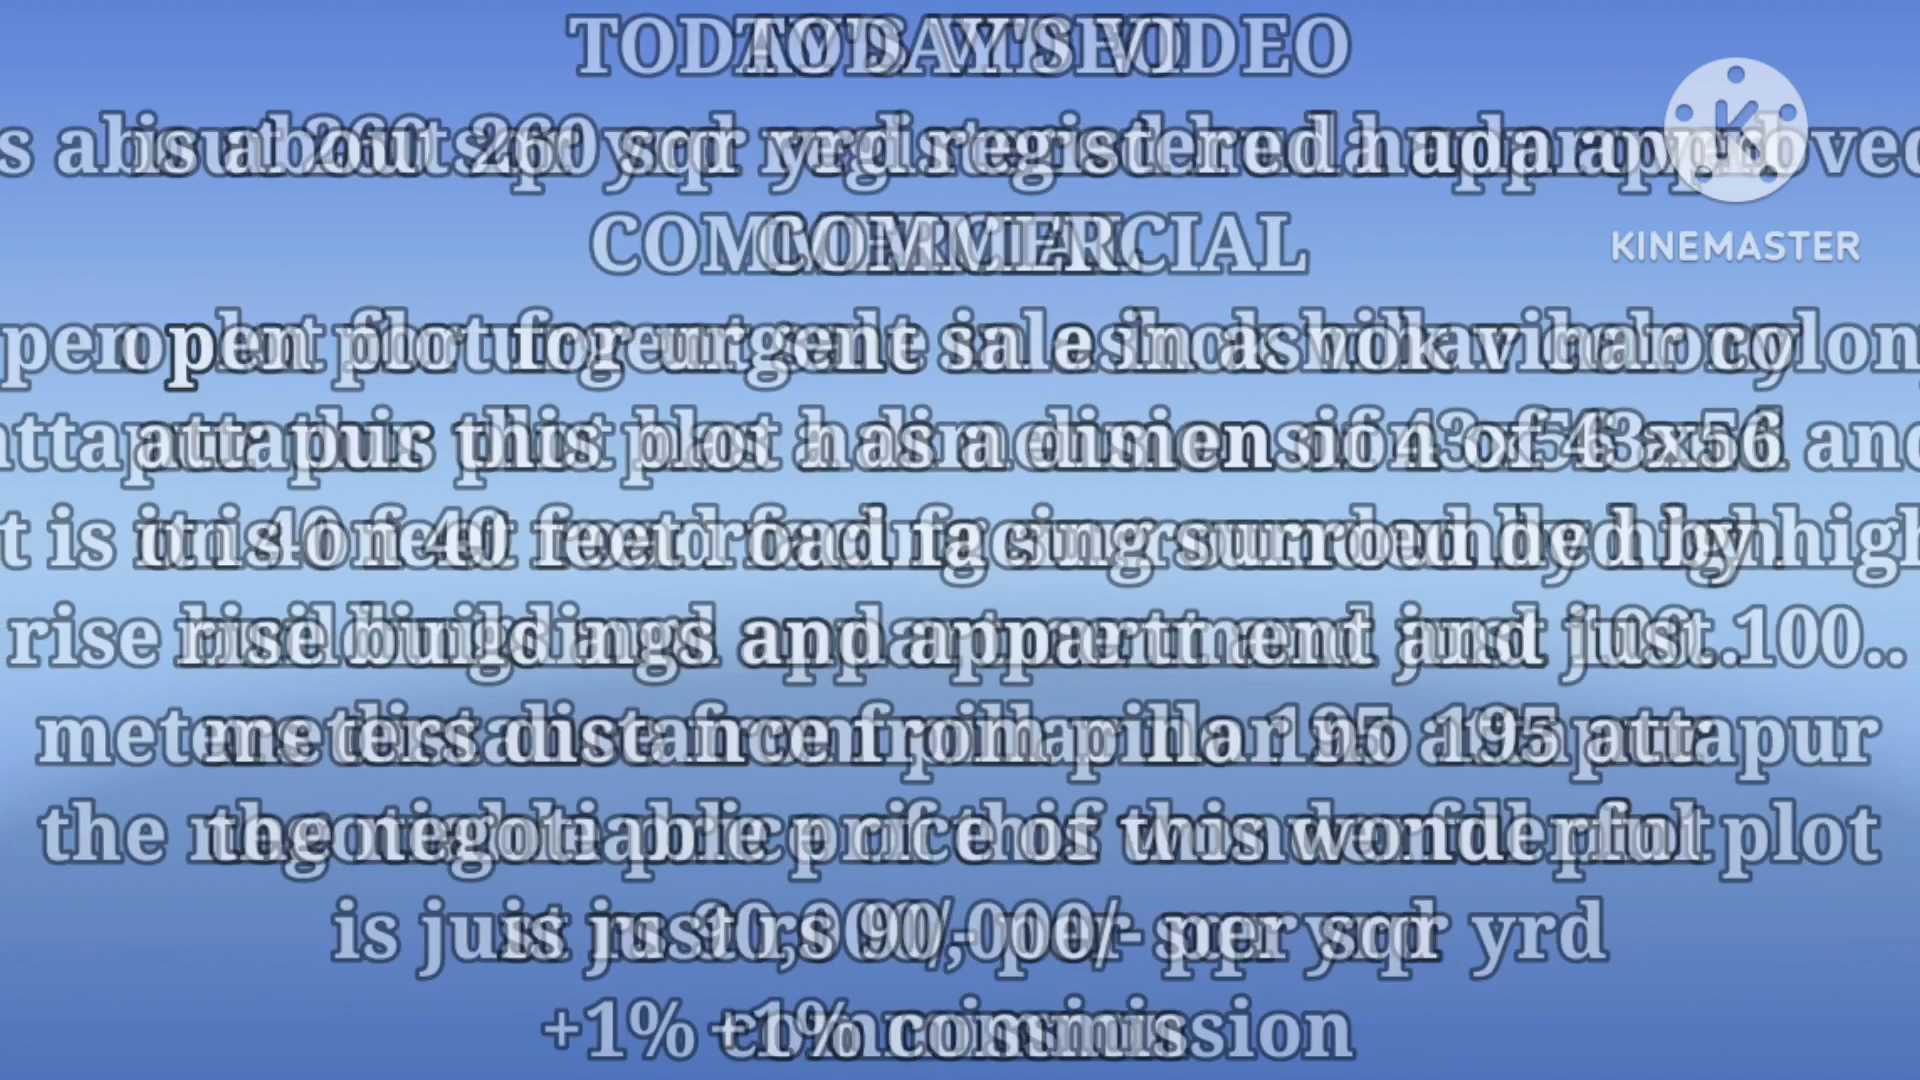 TODAY'S VIDEO
is about 260 sqr yrd registered huda approved
COMMERCIAL
open plot for urgent sales in ashok vihar colony
attapur this plot has a dimension of 43x56 and
it is on 40 feet road facing surrounded by high
rise buildings and appartment and just 100..
meters distance from pillar 195 attapur
the negotiable price of this wonderful plot
is just rs 90,000/- per sqr yrd
+1% commission
KINEMASTER